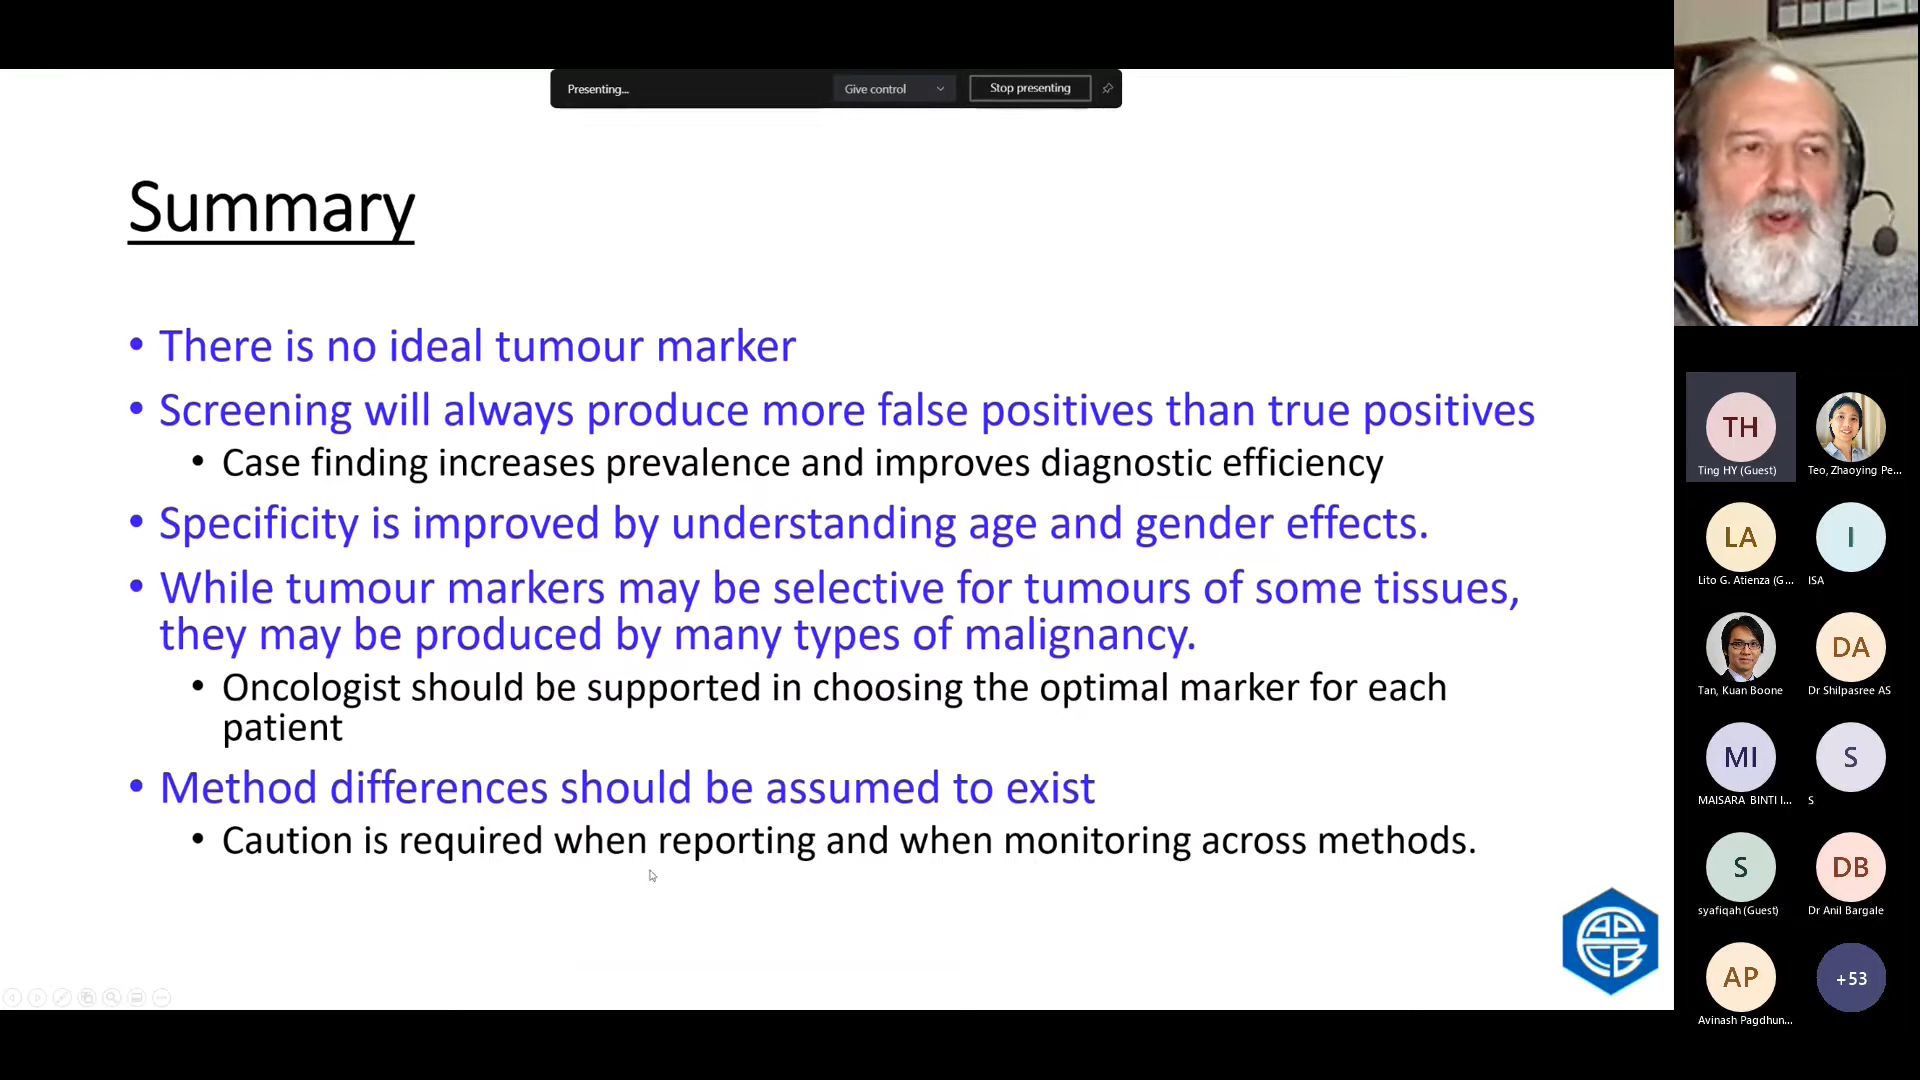 Presenting...
Give control
Stop presenting
Summary
• There is no ideal tumour marker
• Screening will always produce more false positives than true positives
• Case finding increases prevalence and improves diagnostic efficiency
• Specificity is improved by understanding age and gender effects.
• While tumour markers may be selective for tumours of some tissues,
they may be produced by many types of malignancy.
• Oncologist should be supported in choosing the optimal marker for each
patient
• Method differences should be assumed to exist
• Caution is required when reporting and when monitoring across methods.
AP
CB
TH
Ting HY (Guest)
Teo, Zhaoying Pe...
LA
Lito G. Atienza (G...
I
ISA
Tan, Kuan Boone
DA
Dr Shilpasree AS
MI
MAISARA BINTI I...
S
S
S
syafiqah (Guest)
DB
Dr Anil Bargale
AP
Avinash Pagdhun...
+53